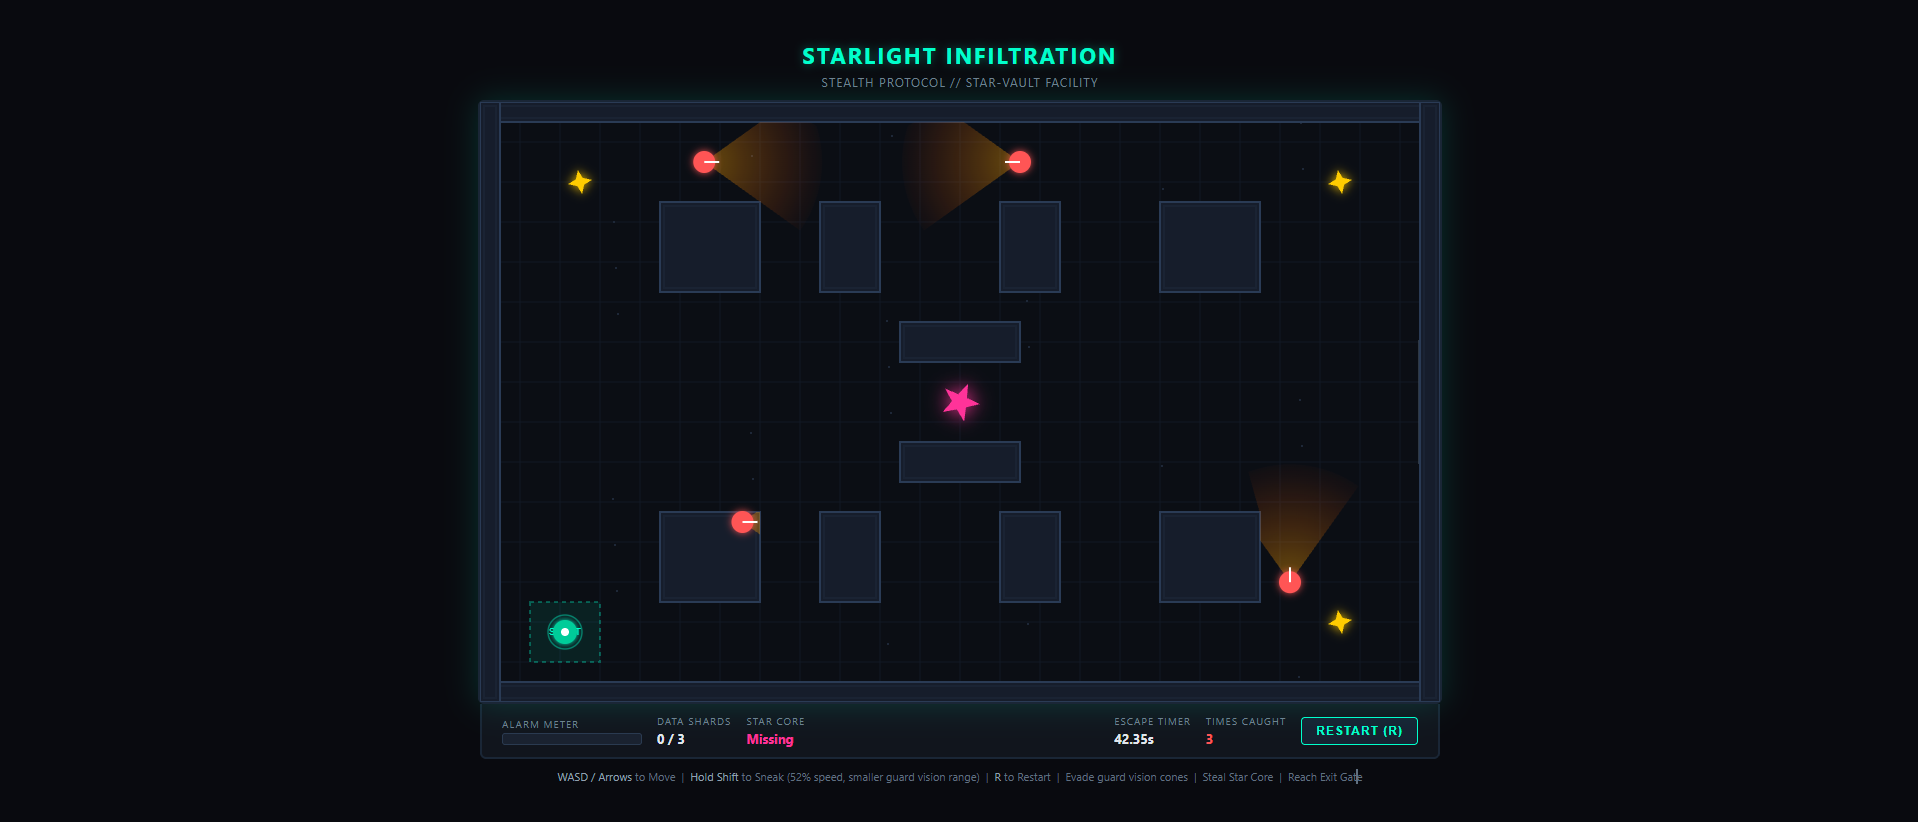 STARLIGHT INFILTRATION
STEALTH PROTOCOL // STAR-VAULT FACILITY
ALARM METER
DATA SHARDS
0 / 3
STAR CORE
Missing
ESCAPE TIMER
42.35s
TIMES CAUGHT
3
RESTART (R)
WASD / Arrows to Move | Hold Shift to Sneak (52% speed, smaller guard vision range) | R to Restart | Evade guard vision cones | Steal Star Core | Reach Exit Gate